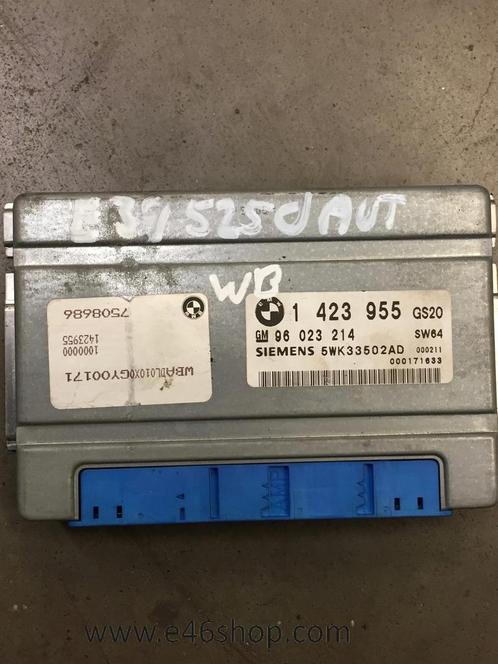 E39 525d AUT
WB
1 423 955 GS20
GM 96 023 214 SW64
SIEMENS 5WK33502AD 000211
000171633
7508686
1000000
1423955
WBADL010X0GY00171
www.e46shop.com